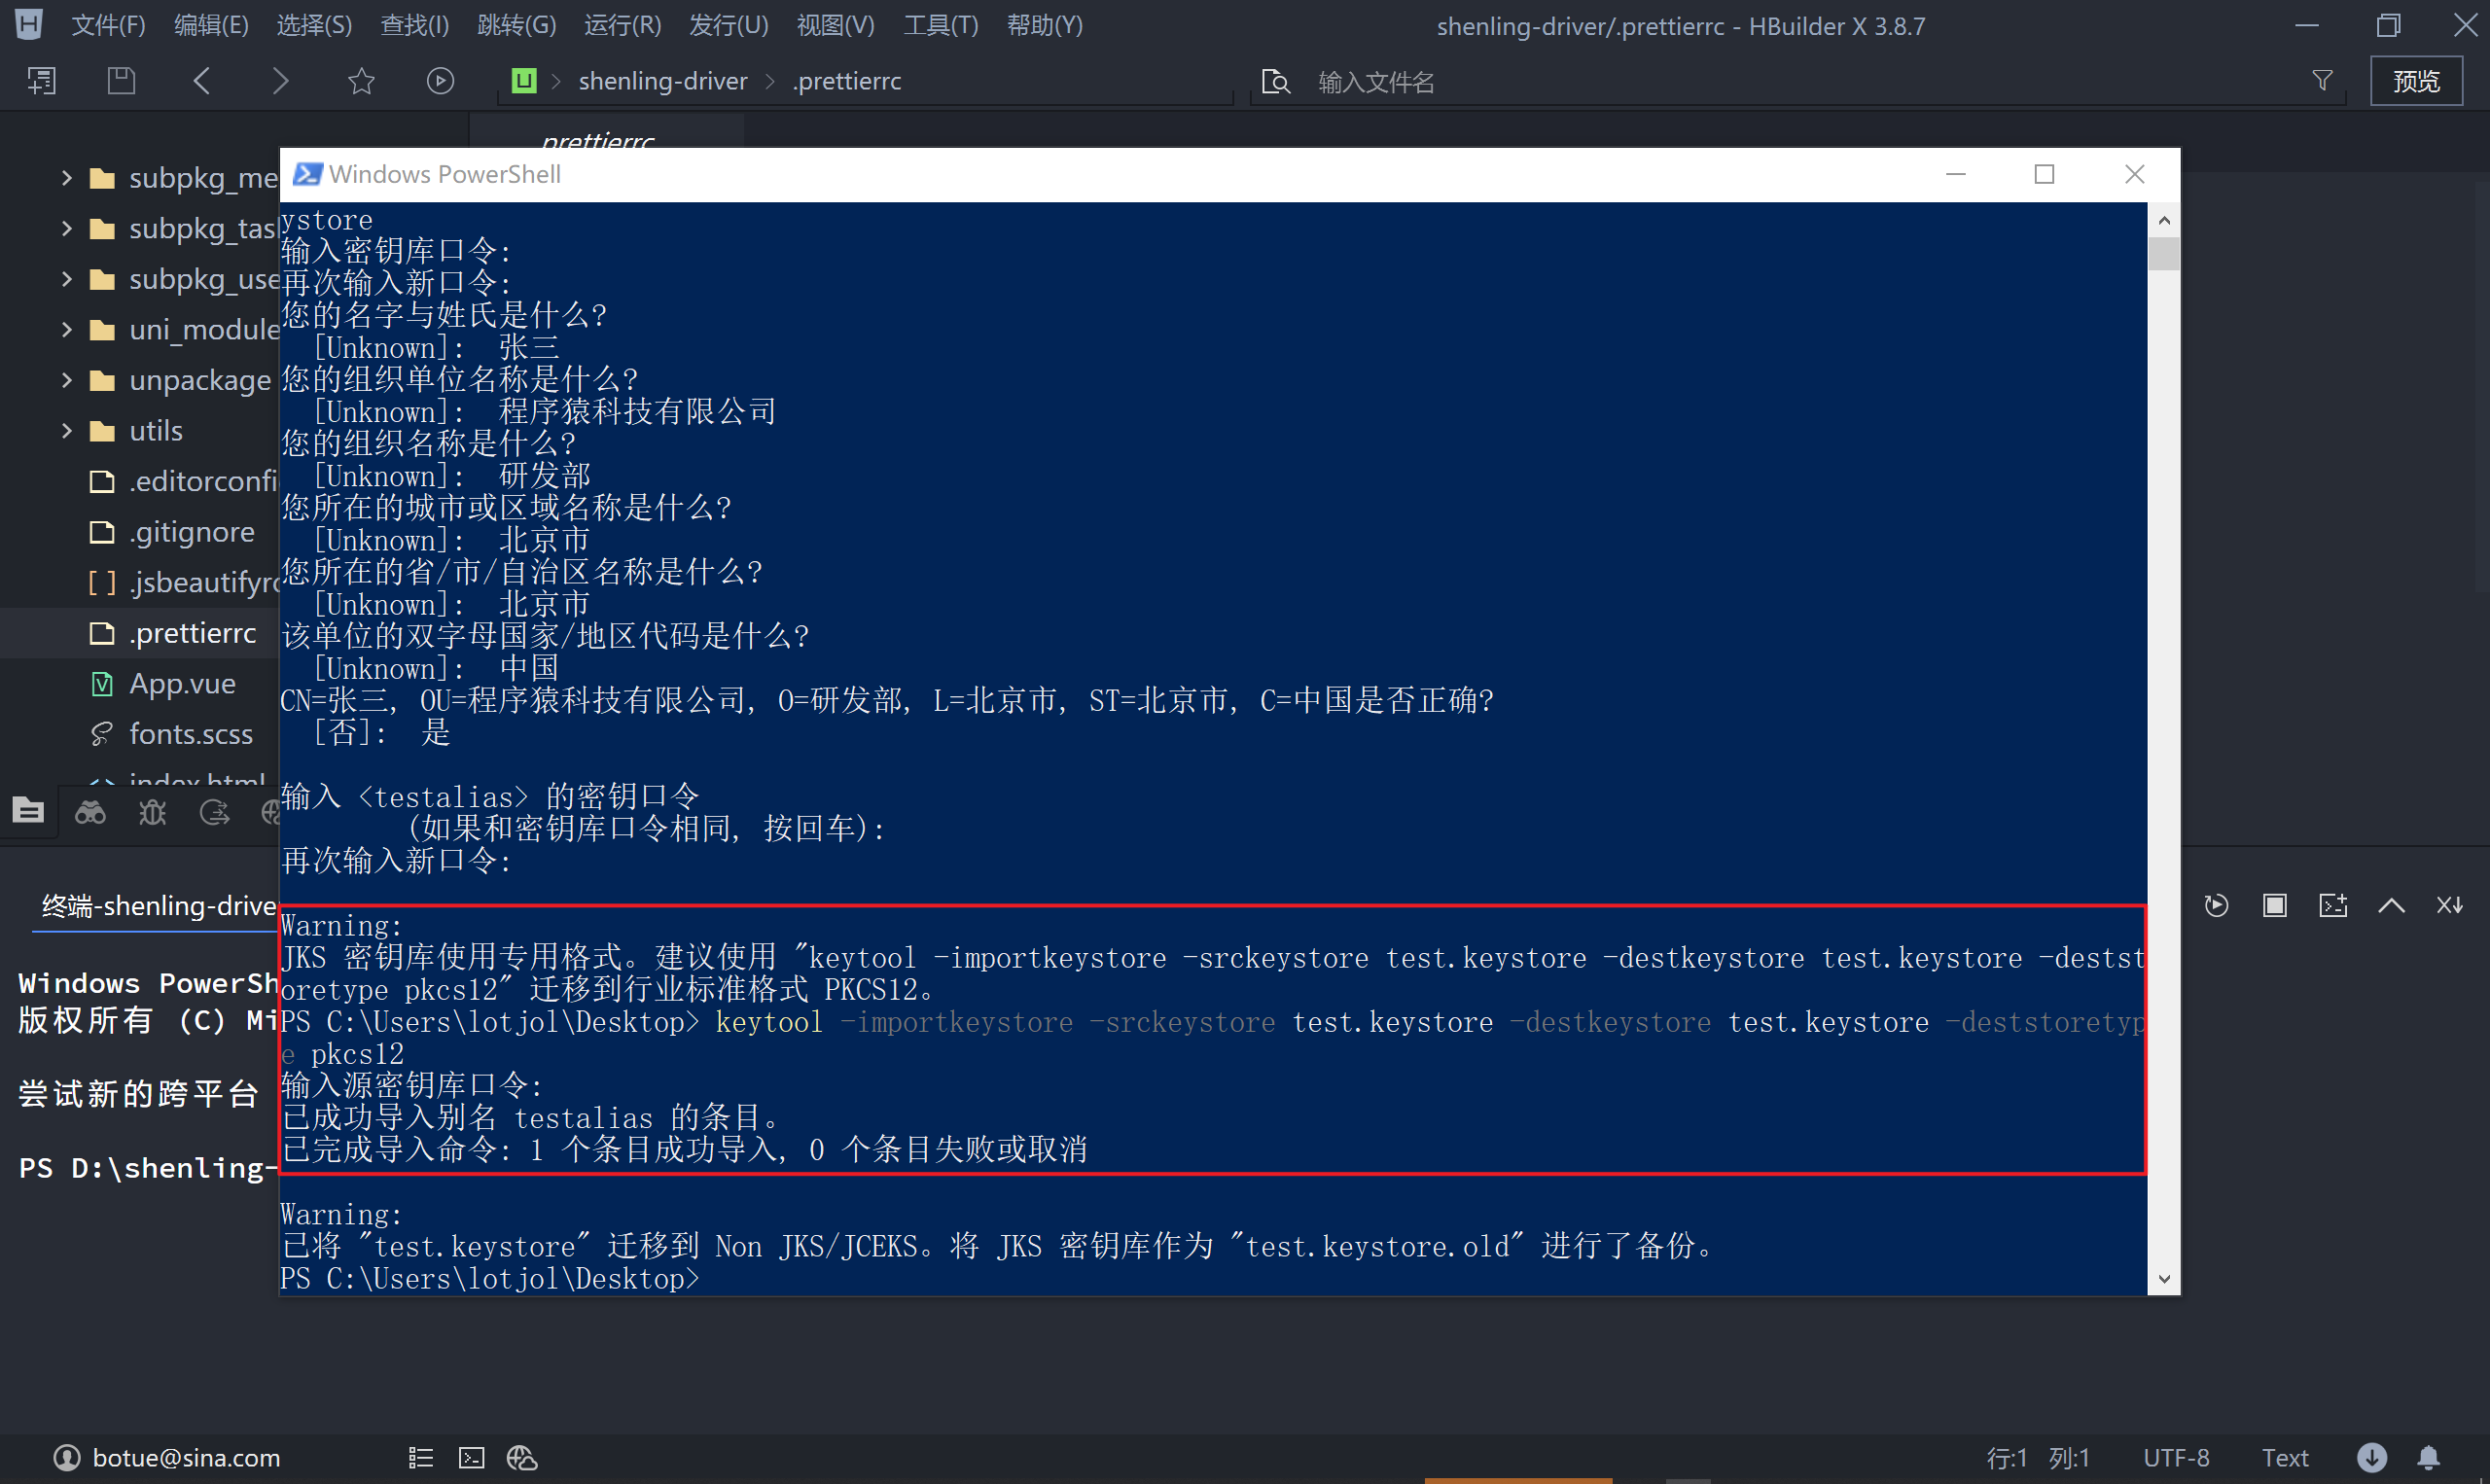 文件(F) 编辑(E) 选择(S) 查找(I) 跳转(G) 运行(R) 发行(U) 视图(V) 工具(T) 帮助(Y)
shenling-driver/.prettierrc - HBuilder X 3.8.7
shenling-driver > .prettierrc
输入文件名
预览
prettierrc
subpkg_me
subpkg_tas
subpkg_use
uni_module
unpackage
utils
.editorconfi
.gitignore
[ ] .jsbeautifyrc
.prettierrc
App.vue
fonts.scss
index.html
Windows PowerShell
ystore
输入密钥库口令:
再次输入新口令:
您的名字与姓氏是什么?
[Unknown]: 张三
您的组织单位名称是什么?
[Unknown]: 程序猿科技有限公司
您的组织名称是什么?
[Unknown]: 研发部
您所在的城市或区域名称是什么?
[Unknown]: 北京市
您所在的省/市/自治区名称是什么?
[Unknown]: 北京市
该单位的双字母国家/地区代码是什么?
[Unknown]: 中国
CN=张三, OU=程序猿科技有限公司, O=研发部, L=北京市, ST=北京市, C=中国是否正确?
[否]: 是
输入 <testalias> 的密钥口令
(如果和密钥库口令相同, 按回车):
再次输入新口令:
Warning:
JKS 密钥库使用专用格式。建议使用 "keytool -importkeystore -srckeystore test.keystore -destkeystore test.keystore -destst
oretype pkcs12" 迁移到行业标准格式 PKCS12。
PS C:\Users\lotjol\Desktop> keytool -importkeystore -srckeystore test.keystore -destkeystore test.keystore -deststoretyp
e pkcs12
输入源密钥库口令:
已成功导入别名 testalias 的条目。
已完成导入命令: 1 个条目成功导入, 0 个条目失败或取消
Warning:
已将 "test.keystore" 迁移到 Non JKS/JCEKS。将 JKS 密钥库作为 "test.keystore.old" 进行了备份。
PS C:\Users\lotjol\Desktop>
终端-shenling-drive
Windows PowerSh
版权所有 (C) Mi
尝试新的跨平台
PS D:\shenling-
botue@sina.com
行:1 列:1 UTF-8 Text